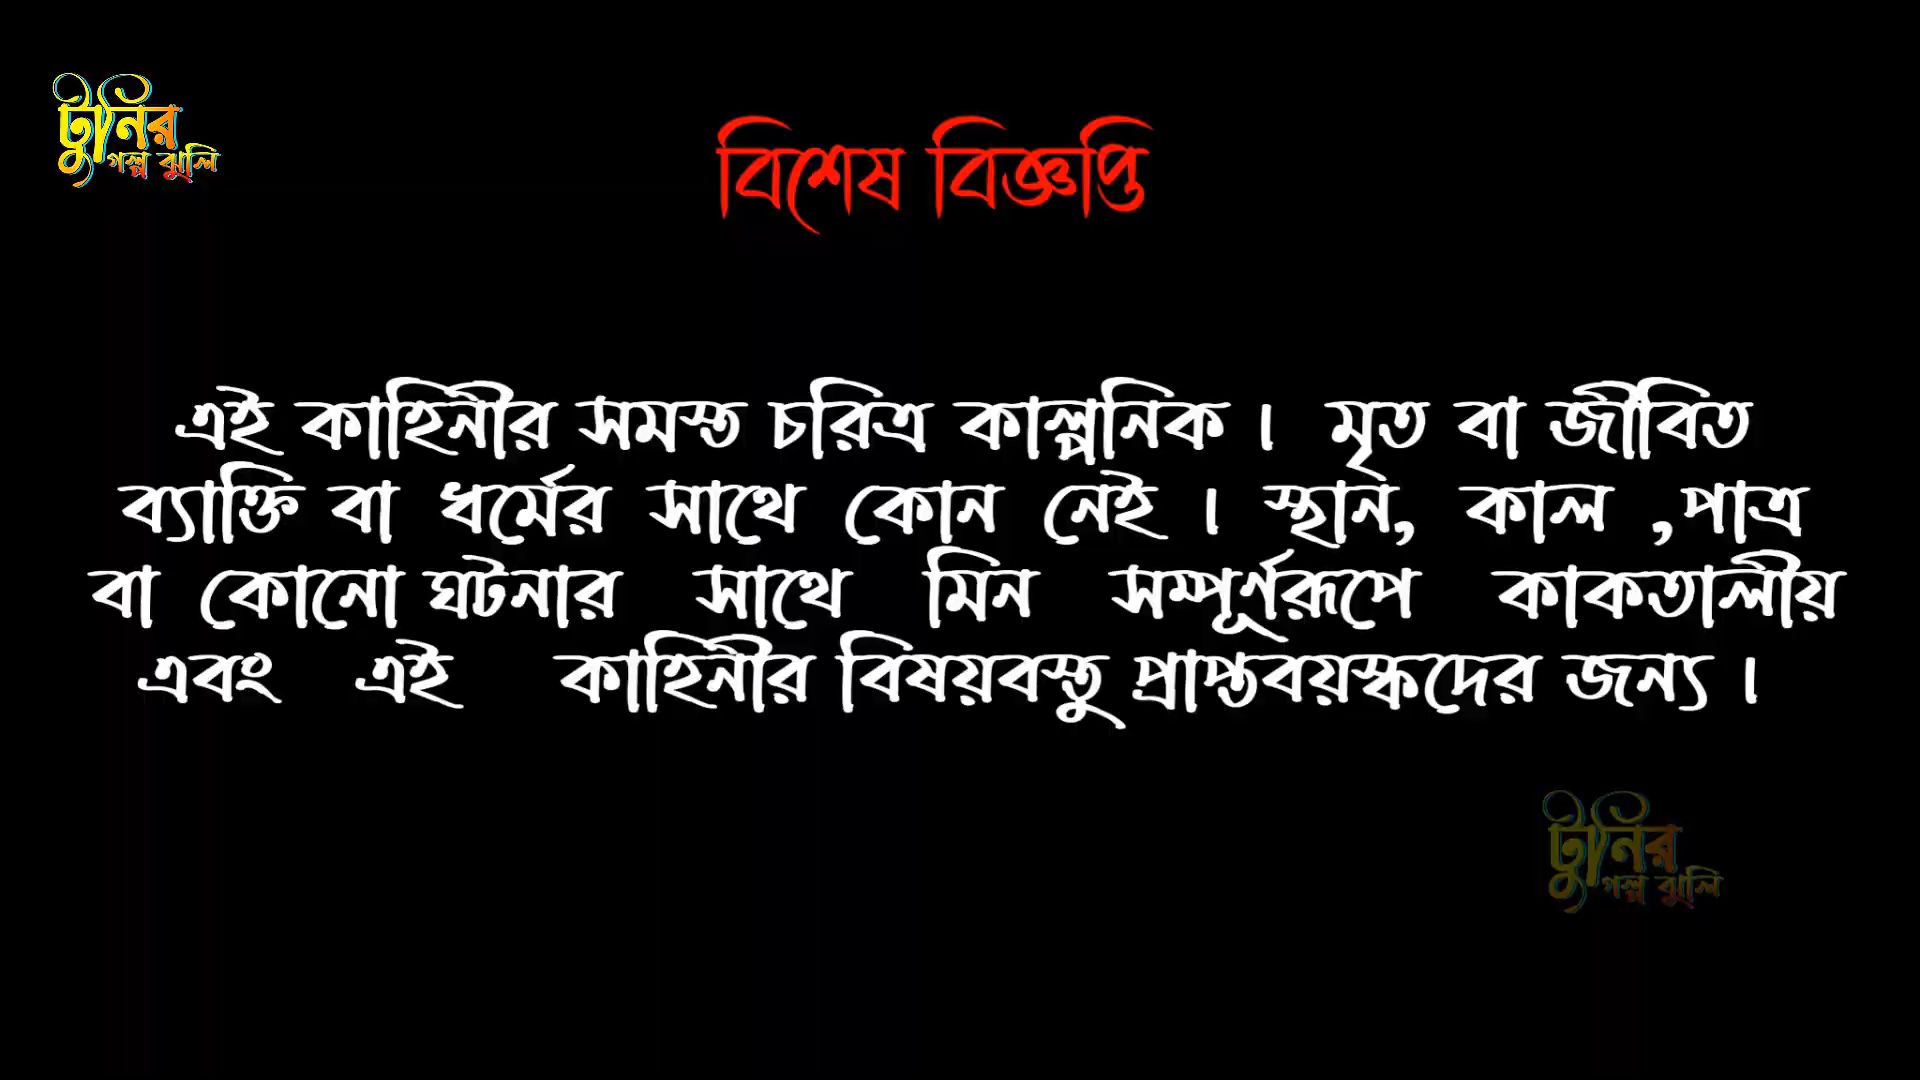 টুনির
গল্প ঝুলি
বিশেষ বিজ্ঞপ্তি
এই কাহিনীর সমস্ত চরিত্র কাল্পনিক। মৃত বা জীবিত
ব্যাক্তি বা ধর্মের সাথে কোন নেই। স্থান, কাল ,পাত্র
বা কোনো ঘটনার সাথে মিন সম্পূর্ণরূপে কাকতালীয়
এবং এই কাহিনীর বিষয়বস্তু প্রাপ্তবয়স্কদের জন্য।
টুনির
গল্প ঝুলি